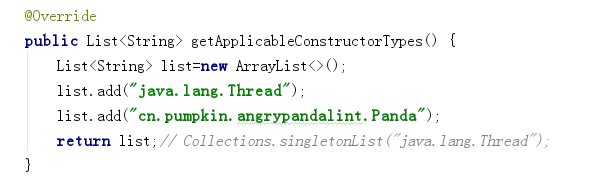 @Override
public List<String> getApplicableConstructorTypes() {
List<String> list=new ArrayList<>();
list.add("java.lang.Thread");
list.add("cn.pumpkin.angrypandalint.Panda");
return list;// Collections.singletonList("java.lang.Thread");
}